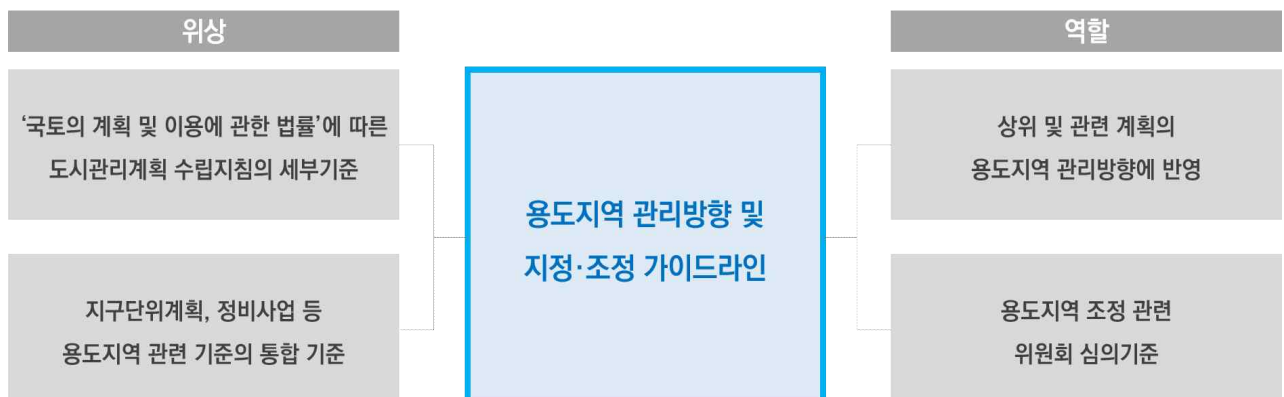 위상
'국토의 계획 및 이용에 관한 법률'에 따른
도시관리계획 수립지침의 세부기준
지구단위계획, 정비사업 등
용도지역 관련 기준의 통합 기준
용도지역 관리방향 및
지정·조정 가이드라인
역할
상위 및 관련 계획의
용도지역 관리방향에 반영
용도지역 조정 관련
위원회 심의기준